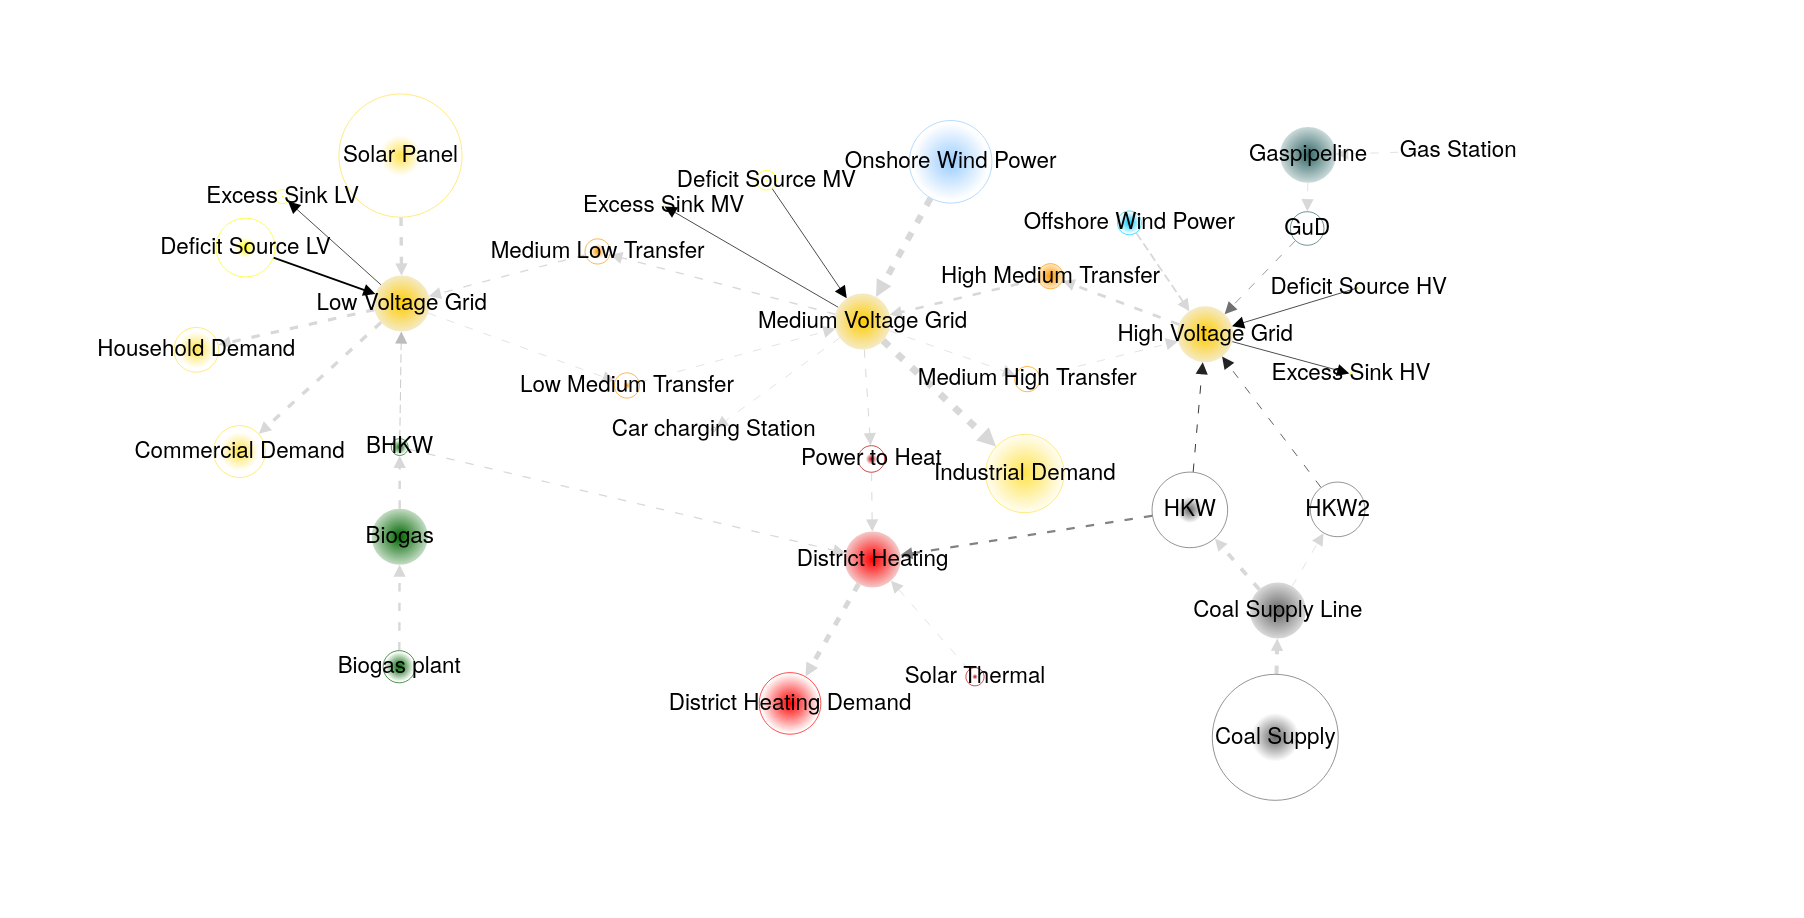 Solar Panel
Onshore Wind Power
Gaspipeline
Gas Station
Excess Sink LV
Deficit Source MV
Excess Sink MV
Offshore Wind Power
GuD
Deficit Source LV
Medium Low Transfer
High Medium Transfer
Deficit Source HV
Low Voltage Grid
Medium Voltage Grid
High Voltage Grid
Household Demand
Low Medium Transfer
Medium High Transfer
Excess Sink HV
Car charging Station
Commercial Demand
BHKW
Power to Heat
Industrial Demand
HKW
HKW2
Biogas
District Heating
Coal Supply Line
Biogas plant
Solar Thermal
District Heating Demand
Coal Supply